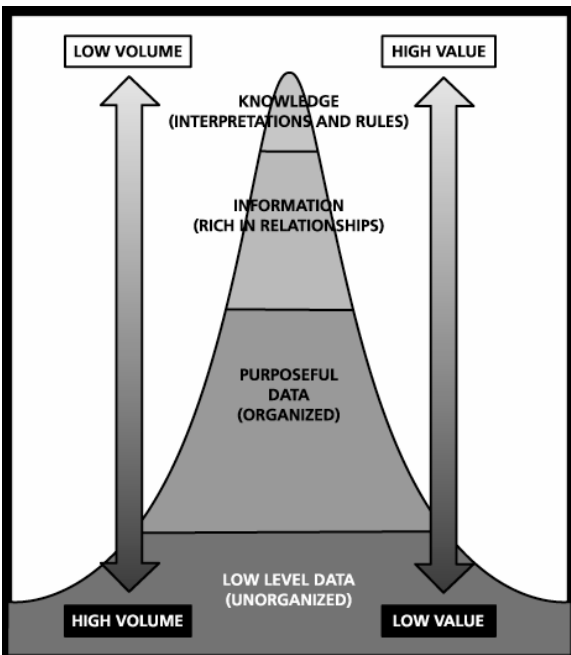 LOW VOLUME
HIGH VALUE
KNOWLEDGE
(INTERPRETATIONS AND RULES)
INFORMATION
(RICH IN RELATIONSHIPS)
PURPOSEFUL
DATA
(ORGANIZED)
LOW LEVEL DATA
(UNORGANIZED)
HIGH VOLUME
LOW VALUE